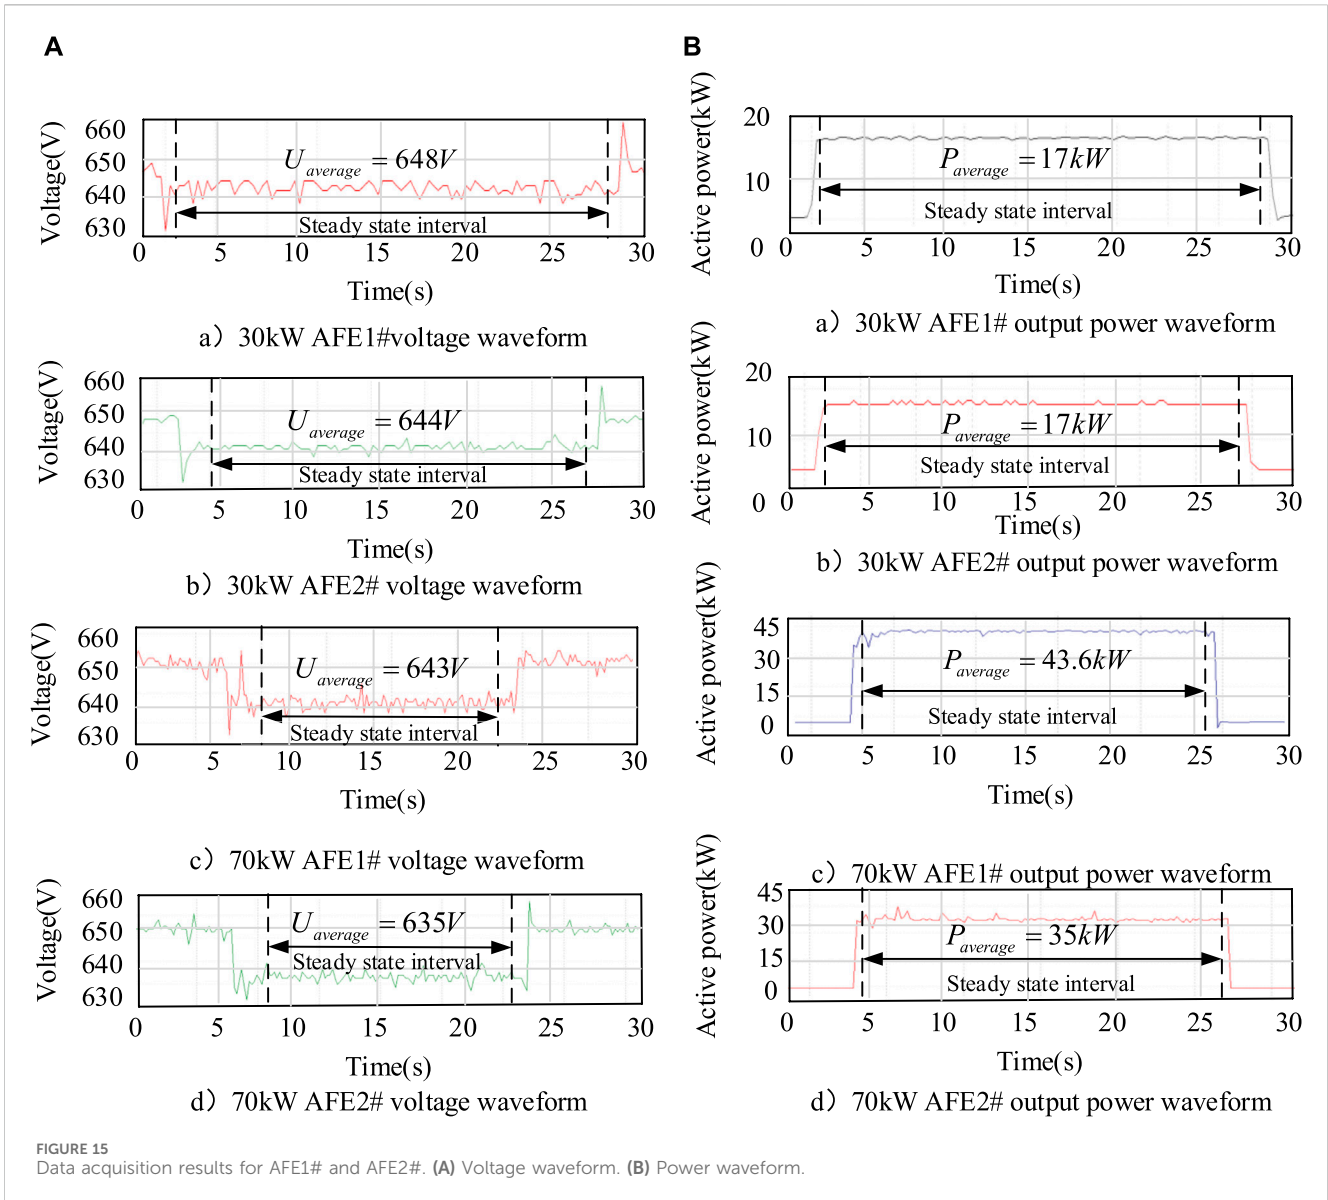 A
Voltage(V)
660
650
640
630
U average = 648V
Steady state interval
0 5 10 15 20 25 30
Time(s)
a）30kW AFE1#voltage waveform
Voltage(V)
660
650
640
630
U average = 644V
Steady state interval
0 5 10 15 20 25 30
Time(s)
b）30kW AFE2# voltage waveform
Voltage(V)
660
650
640
630
U average = 643V
Steady state interval
0 5 10 15 20 25 30
Time(s)
c）70kW AFE1# voltage waveform
Voltage(V)
660
650
640
630
U average = 635V
Steady state interval
0 5 10 15 20 25 30
Time(s)
d）70kW AFE2# voltage waveform
B
Active power(kW)
20
10
0
P average = 17kW
Steady state interval
0 5 10 15 20 25 30
Time(s)
a）30kW AFE1# output power waveform
Active power(kW)
20
10
0
P average = 17kW
Steady state interval
0 5 10 15 20 25 30
Time(s)
b）30kW AFE2# output power waveform
Active power(kW)
45
30
15
0
P average = 43.6kW
Steady state interval
0 5 10 15 20 25 30
Time(s)
c）70kW AFE1# output power waveform
Active power(kW)
45
30
15
0
P average = 35kW
Steady state interval
0 5 10 15 20 25 30
Time(s)
d）70kW AFE2# output power waveform
FIGURE 15
Data acquisition results for AFE1# and AFE2#. (A) Voltage waveform. (B) Power waveform.